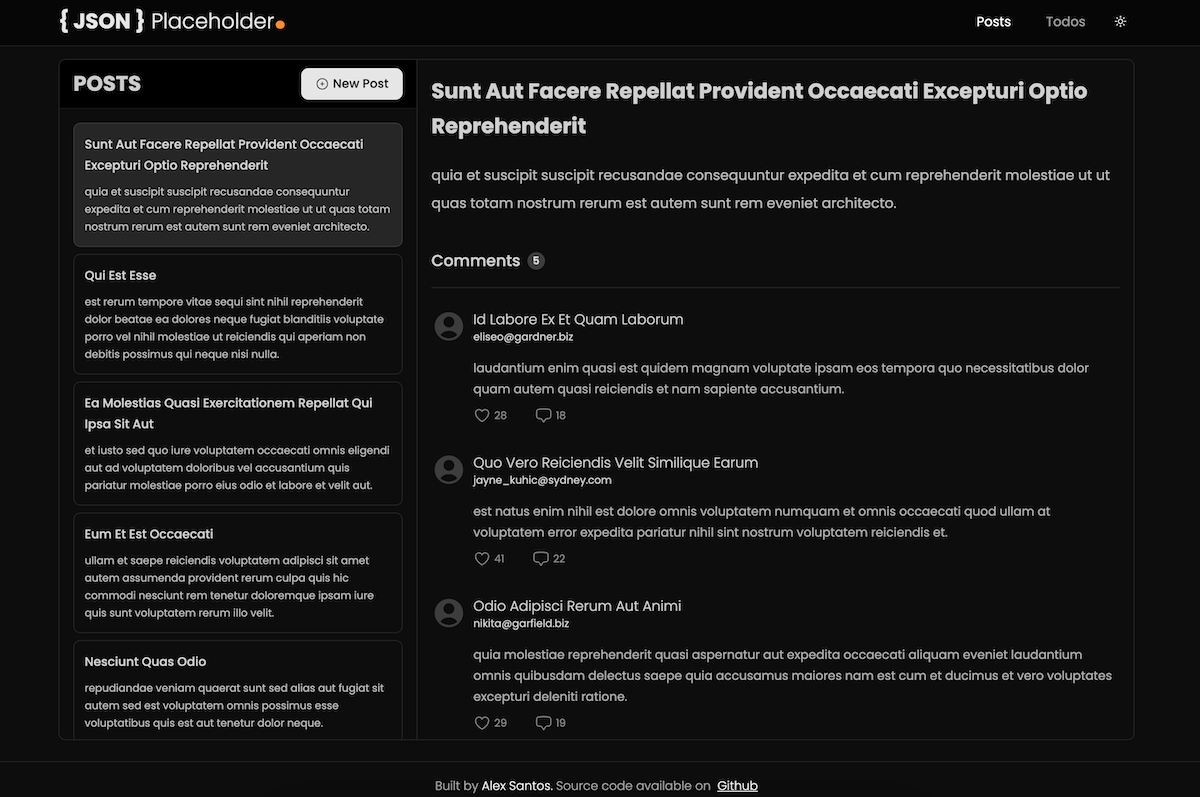 { JSON } Placeholder.
Posts
Todos
POSTS
New Post
Sunt Aut Facere Repellat Provident Occaecati
Excepturi Optio Reprehenderit
quia et suscipit suscipit recusandae consequuntur
expedita et cum reprehenderit molestiae ut ut quas totam
nostrum rerum est autem sunt rem eveniet architecto.
Qui Est Esse
est rerum tempore vitae sequi sint nihil reprehenderit
dolor beatae ea dolores neque fugiat blanditiis voluptate
porro vel nihil molestiae ut reiciendis qui aperiam non
debitis possimus qui neque nisi nulla.
Ea Molestias Quasi Exercitationem Repellat Qui
Ipsa Sit Aut
et iusto sed quo iure voluptatem occaecati omnis eligendi
aut ad voluptatem doloribus vel accusantium quis
pariatur molestiae porro eius odio et labore et velit aut.
Eum Et Est Occaecati
ullam et saepe reiciendis voluptatem adipisci sit amet
autem assumenda provident rerum culpa quis hic
commodi nesciunt rem tenetur doloremque ipsam iure
quis sunt voluptatem rerum illo velit.
Nesciunt Quas Odio
repudiandae veniam quaerat sunt sed alias aut fugiat sit
autem sed est voluptatem omnis possimus esse
voluptatibus quis est aut tenetur dolor neque.
Sunt Aut Facere Repellat Provident Occaecati Excepturi Optio
Reprehenderit
quia et suscipit suscipit recusandae consequuntur expedita et cum reprehenderit molestiae ut ut
quas totam nostrum rerum est autem sunt rem eveniet architecto.
Comments 5
Id Labore Ex Et Quam Laborum
eliseo@gardner.biz
laudantium enim quasi est quidem magnam voluptate ipsam eos tempora quo necessitatibus dolor
quam autem quasi reiciendis et nam sapiente accusantium.
28 18
Quo Vero Reiciendis Velit Similique Earum
jayne_kuhic@sydney.com
est natus enim nihil est dolore omnis voluptatem numquam et omnis occaecati quod ullam at
voluptatem error expedita pariatur nihil sint nostrum voluptatem reiciendis et.
41 22
Odio Adipisci Rerum Aut Animi
nikita@garfield.biz
quia molestiae reprehenderit quasi aspernatur aut expedita occaecati aliquam eveniet laudantium
omnis quibusdam delectus saepe quia accusamus maiores nam est cum et ducimus et vero voluptates
excepturi deleniti ratione.
29 19
Built by Alex Santos. Source code available on Github